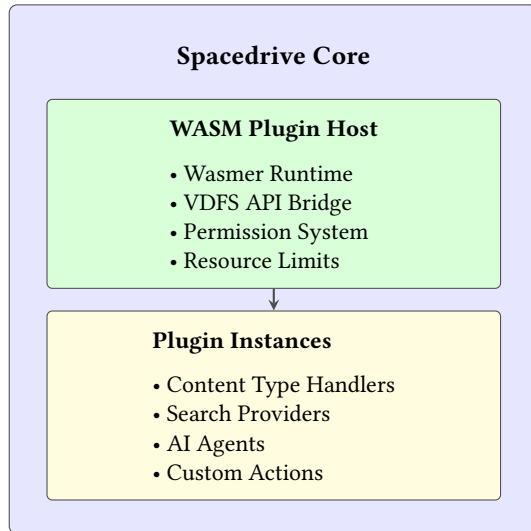 Spacedrive Core
WASM Plugin Host
• Wasmer Runtime
• VDFS API Bridge
• Permission System
• Resource Limits
Plugin Instances
• Content Type Handlers
• Search Providers
• AI Agents
• Custom Actions